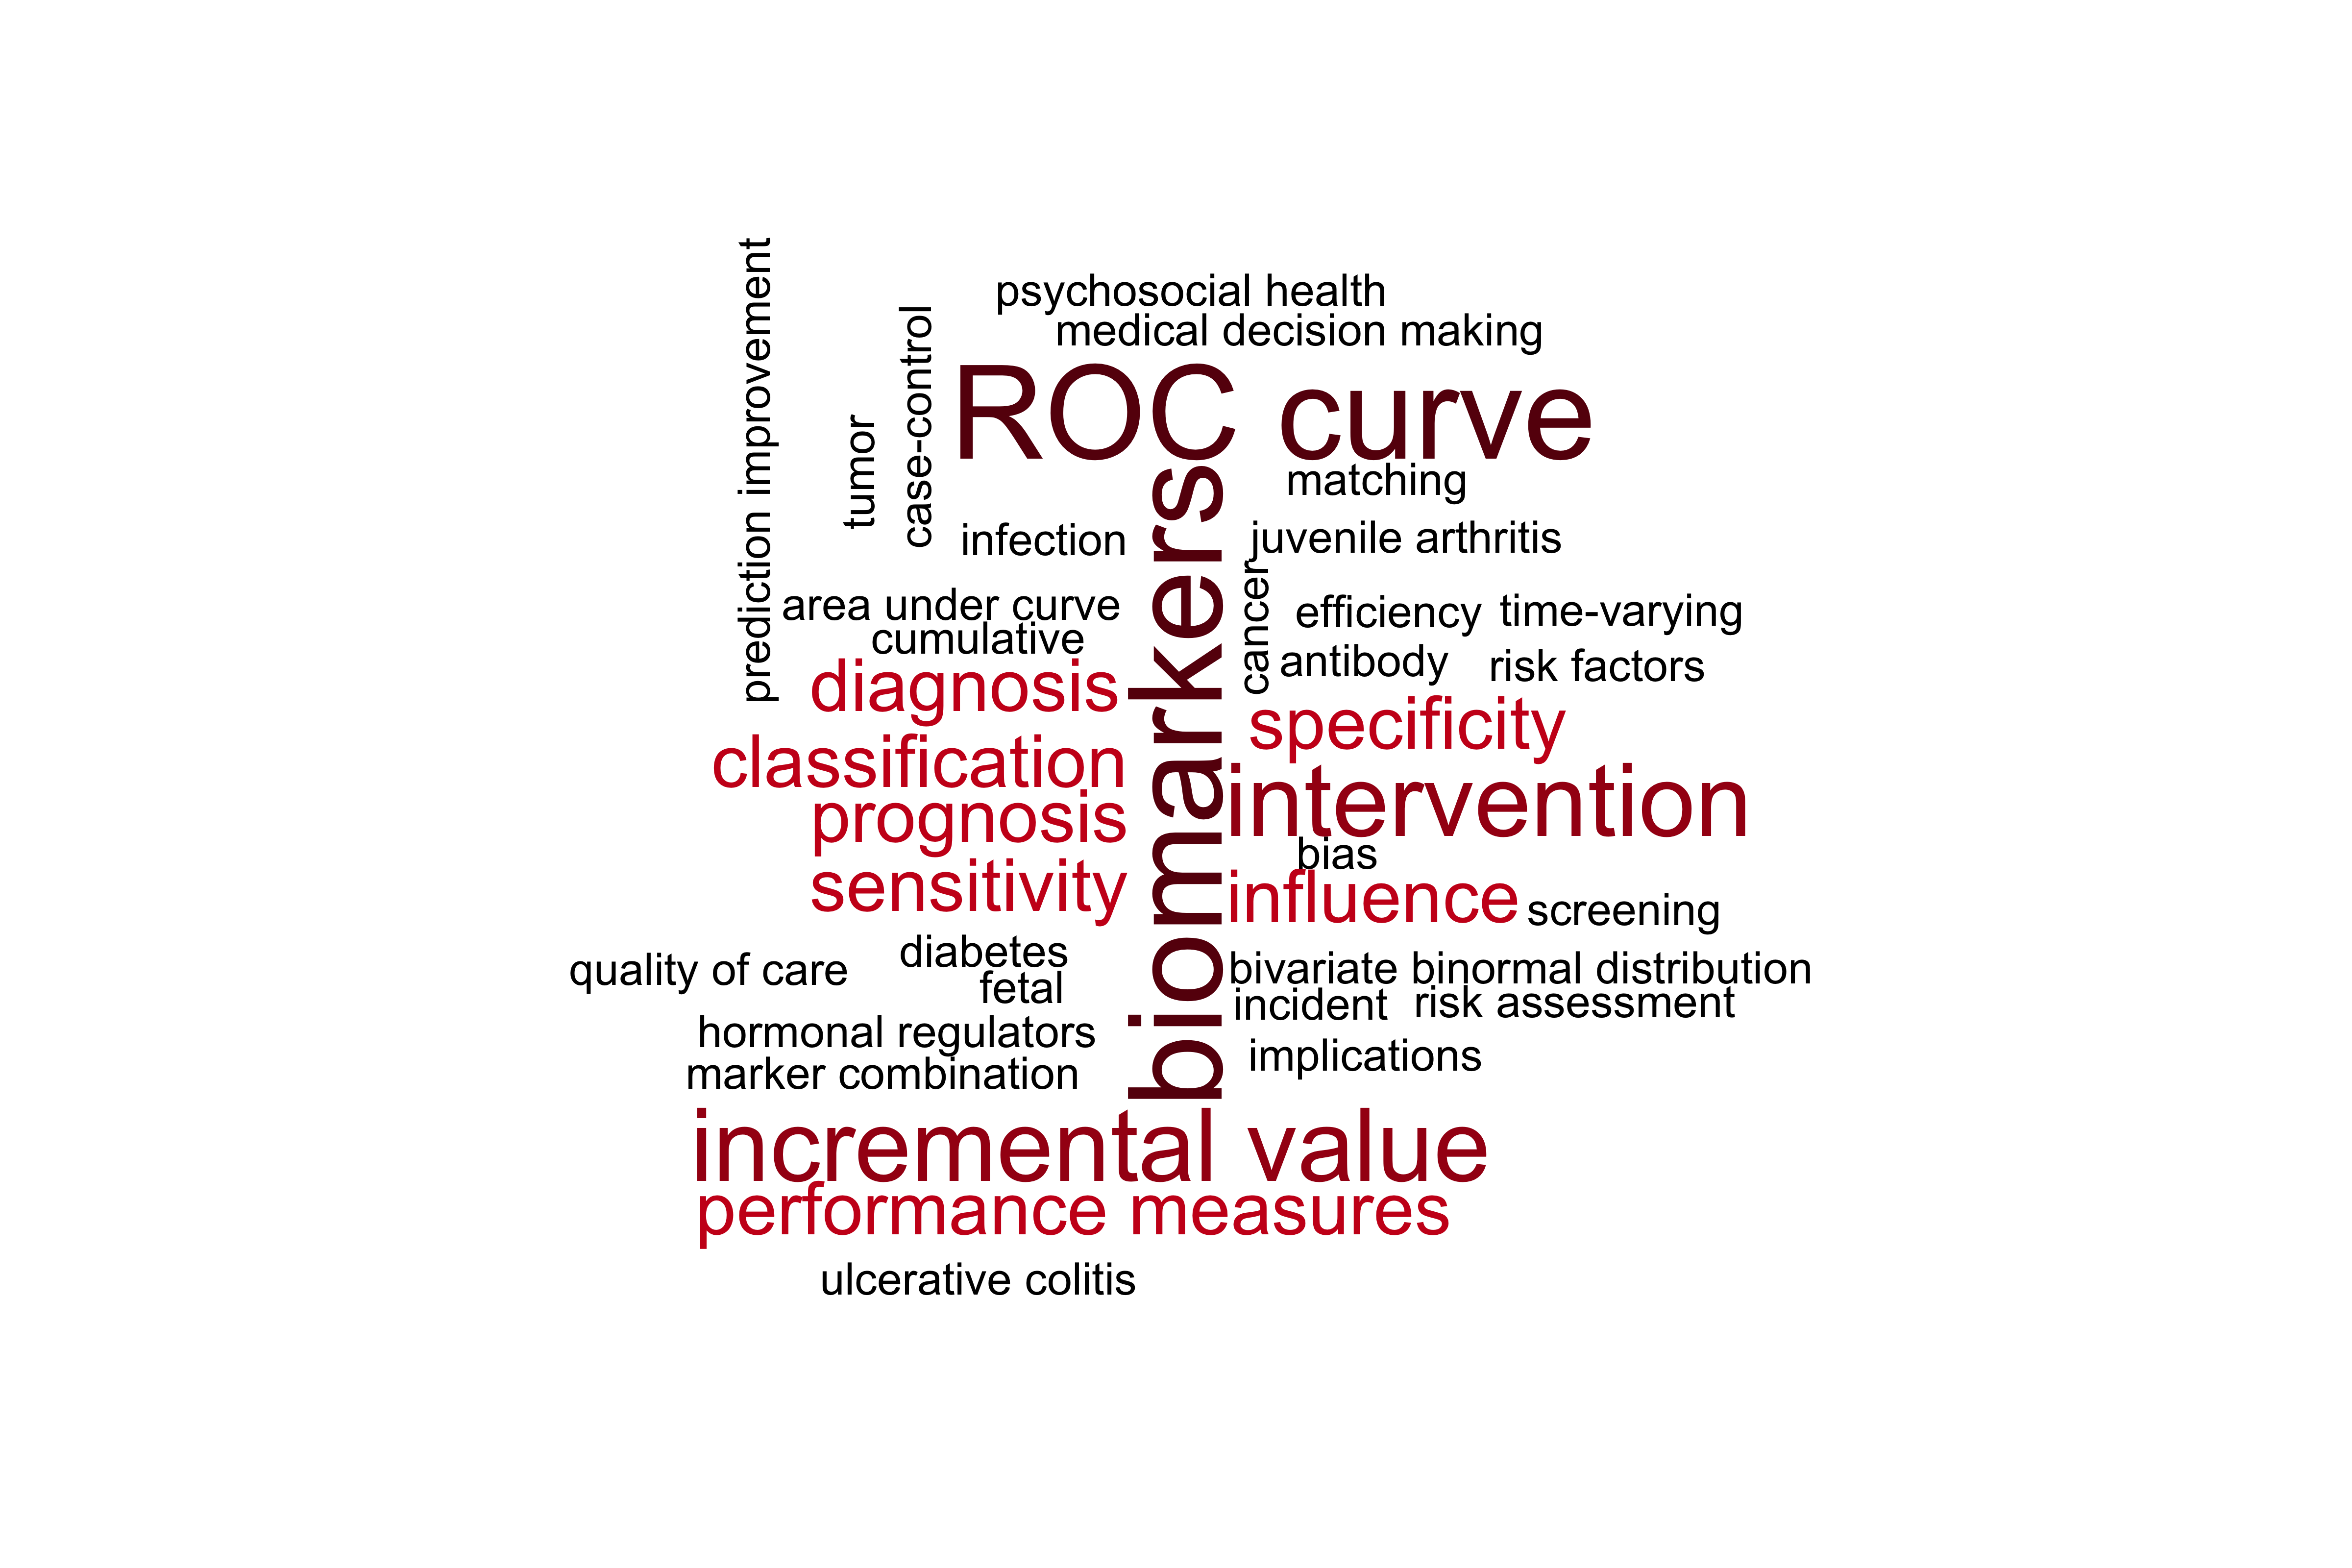 psychosocial health
medical decision making
prediction improvement
tumor
case-control
ROC curve
biomarkers
matching
infection
juvenile arthritis
cancer
area under curve
efficiency
time-varying
cumulative
antibody
risk factors
diagnosis
specificity
classification
intervention
prognosis
bias
sensitivity
influence
screening
diabetes
quality of care
bivariate binormal distribution
fetal
incident
risk assessment
hormonal regulators
implications
marker combination
incremental value
performance measures
ulcerative colitis